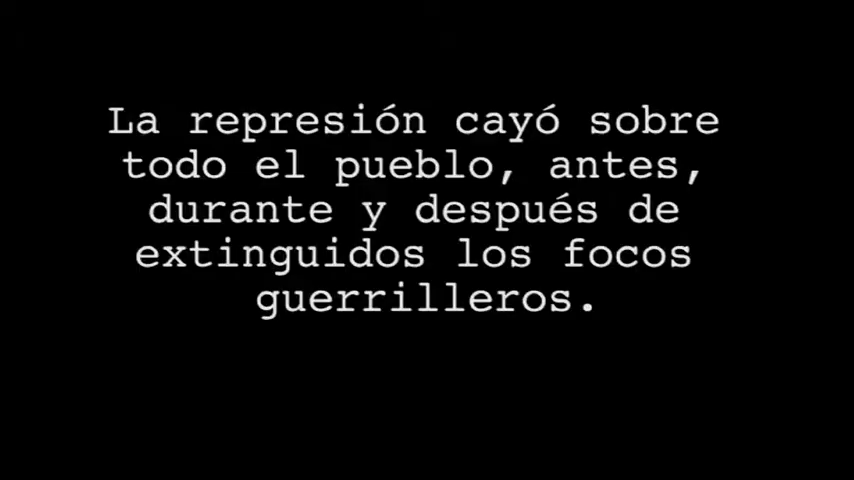 La represión cayó sobre
todo el pueblo, antes,
durante y después de
extinguidos los focos
guerrilleros.